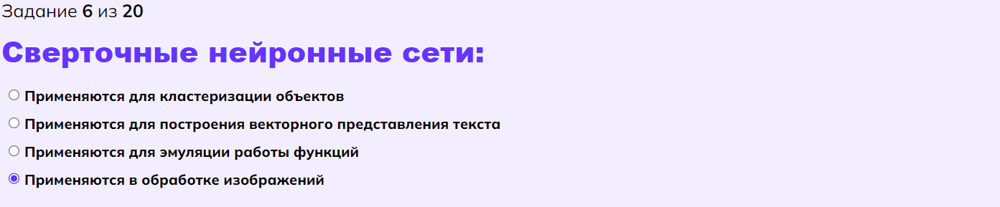 Задание 6 из 20
Сверточные нейронные сети:
Применяются для кластеризации объектов
Применяются для построения векторного представления текста
Применяются для эмуляции работы функций
Применяются в обработке изображений